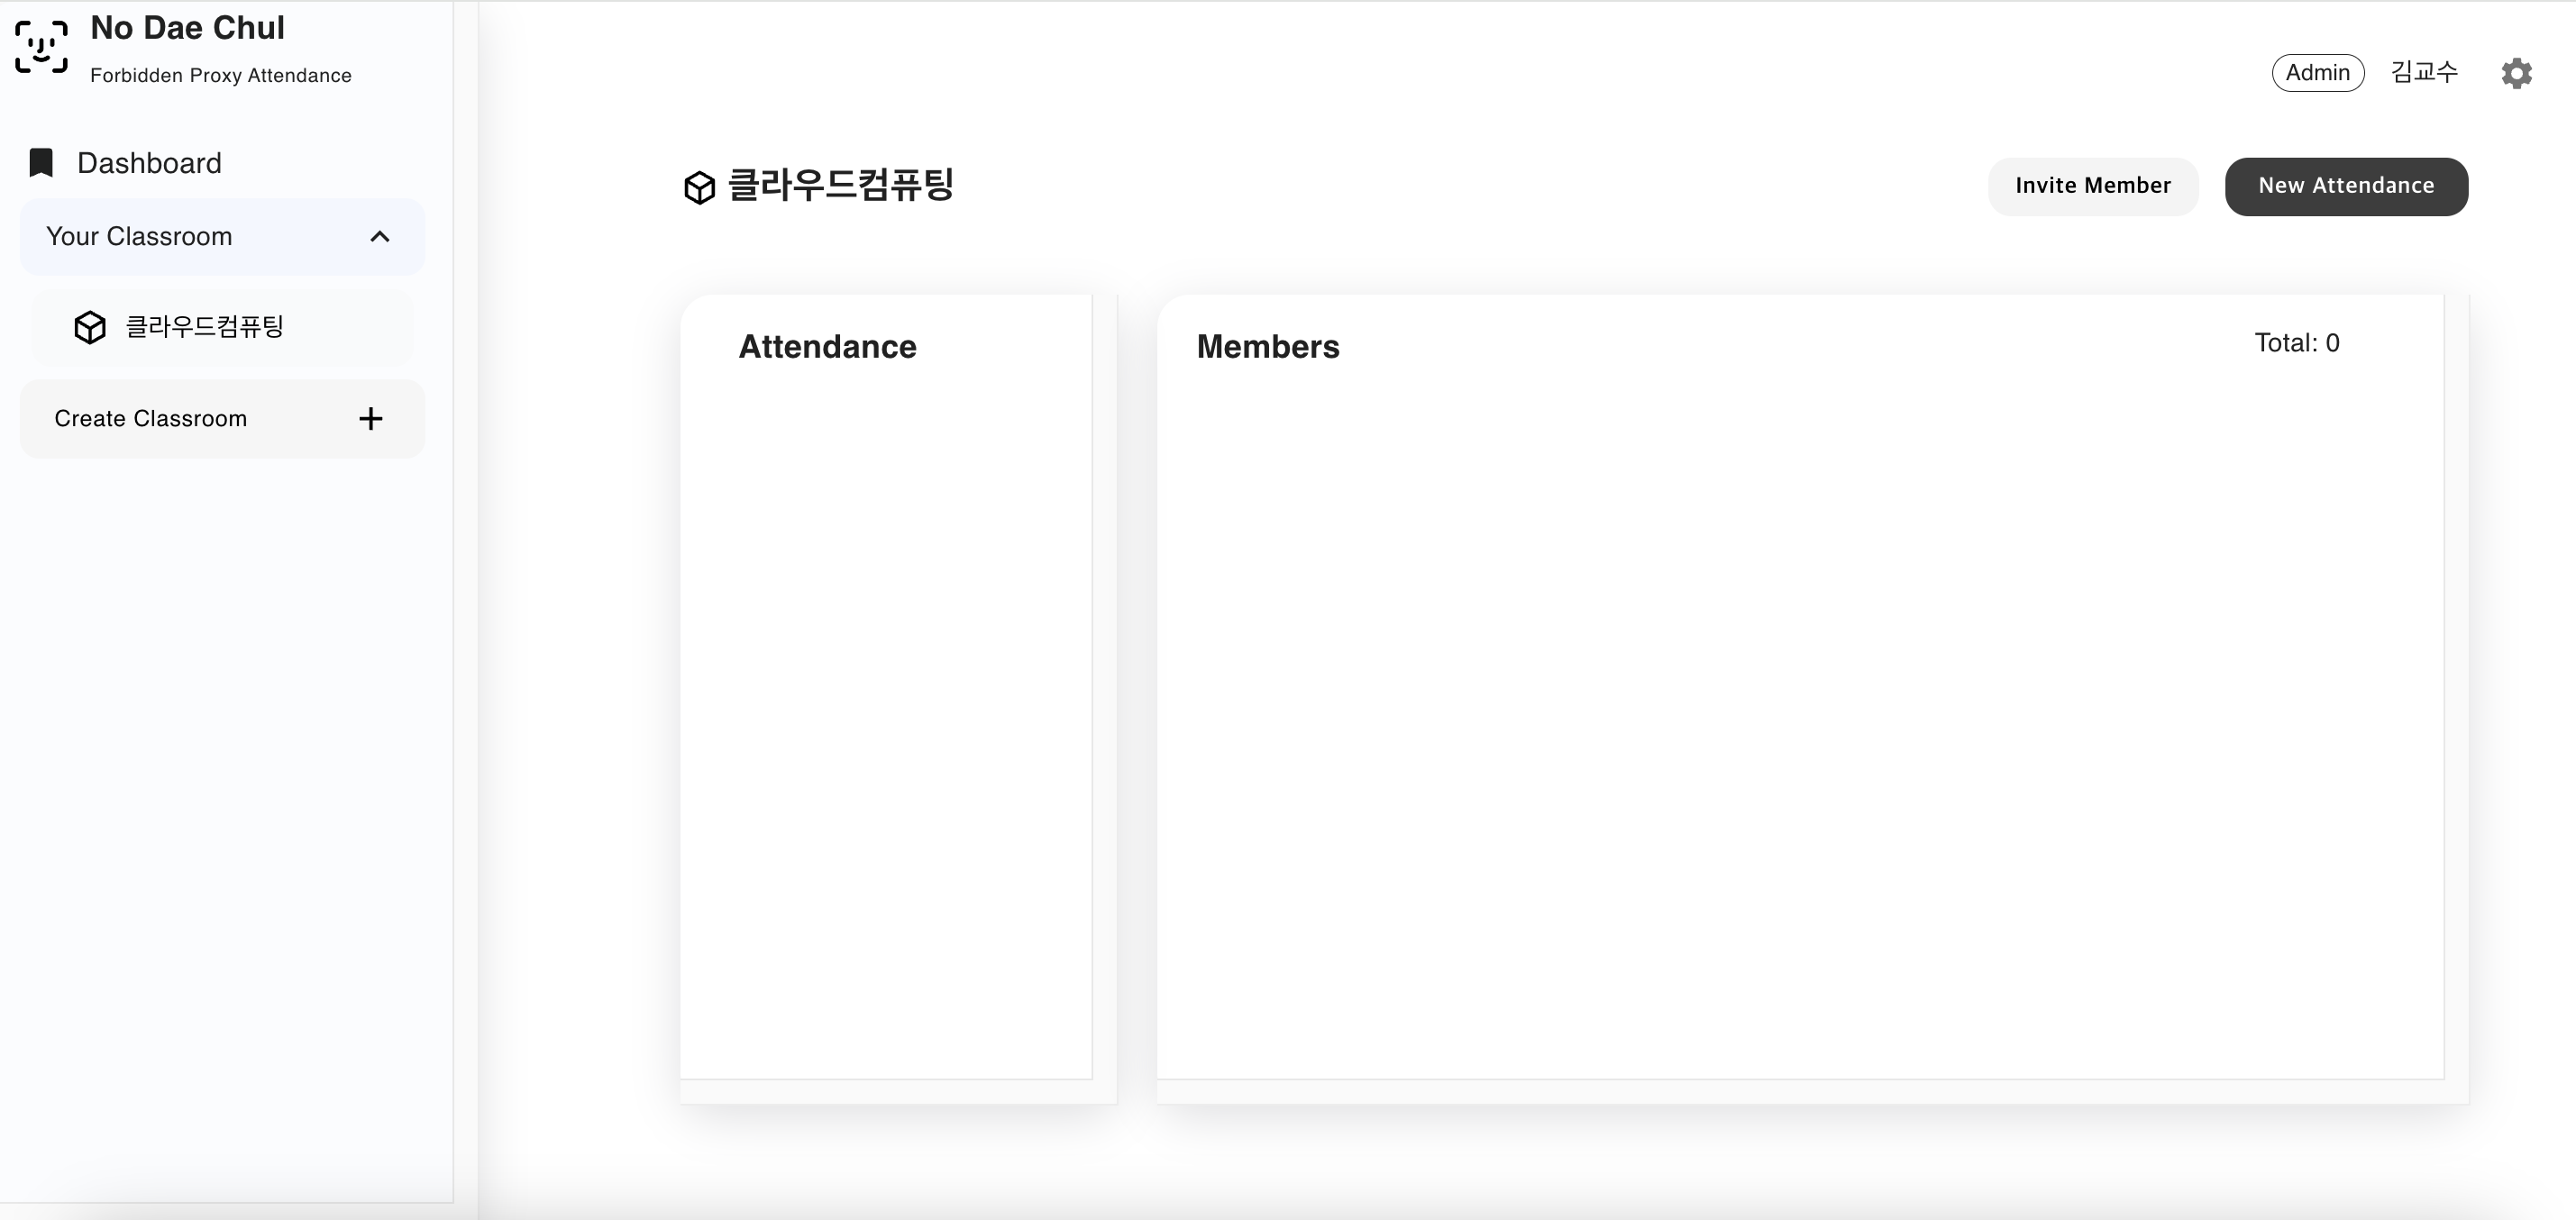 No Dae Chul
Forbidden Proxy Attendance
Dashboard
Your Classroom
클라우드컴퓨팅
Create Classroom
Admin 김교수
클라우드컴퓨팅
Invite Member
New Attendance
Attendance
Members
Total: 0